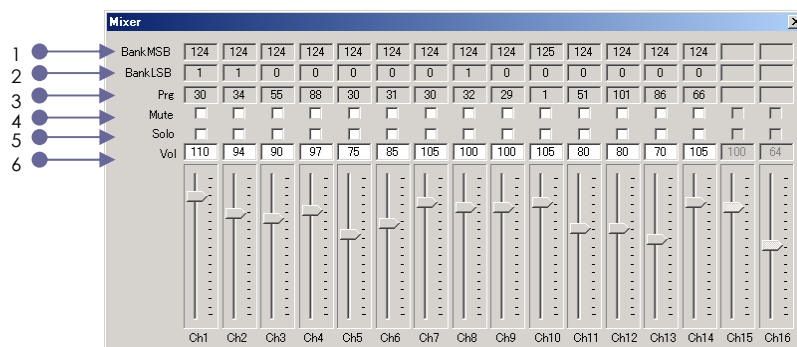 Mixer
1 BankMSB 124 124 124 124 124 124 124 124 124 125 124 124 124 124
2 BankLSB 1 1 0 0 0 0 0 1 0 0 0 0 0 0
3 Prg 30 34 55 88 30 31 30 32 29 1 51 101 86 66
4 Mute
5 Solo
6 Vol 110 94 90 97 75 85 105 100 100 105 80 80 70 105 100 64
Ch1 Ch2 Ch3 Ch4 Ch5 Ch6 Ch7 Ch8 Ch9 Ch10 Ch11 Ch12 Ch13 Ch14 Ch15 Ch16